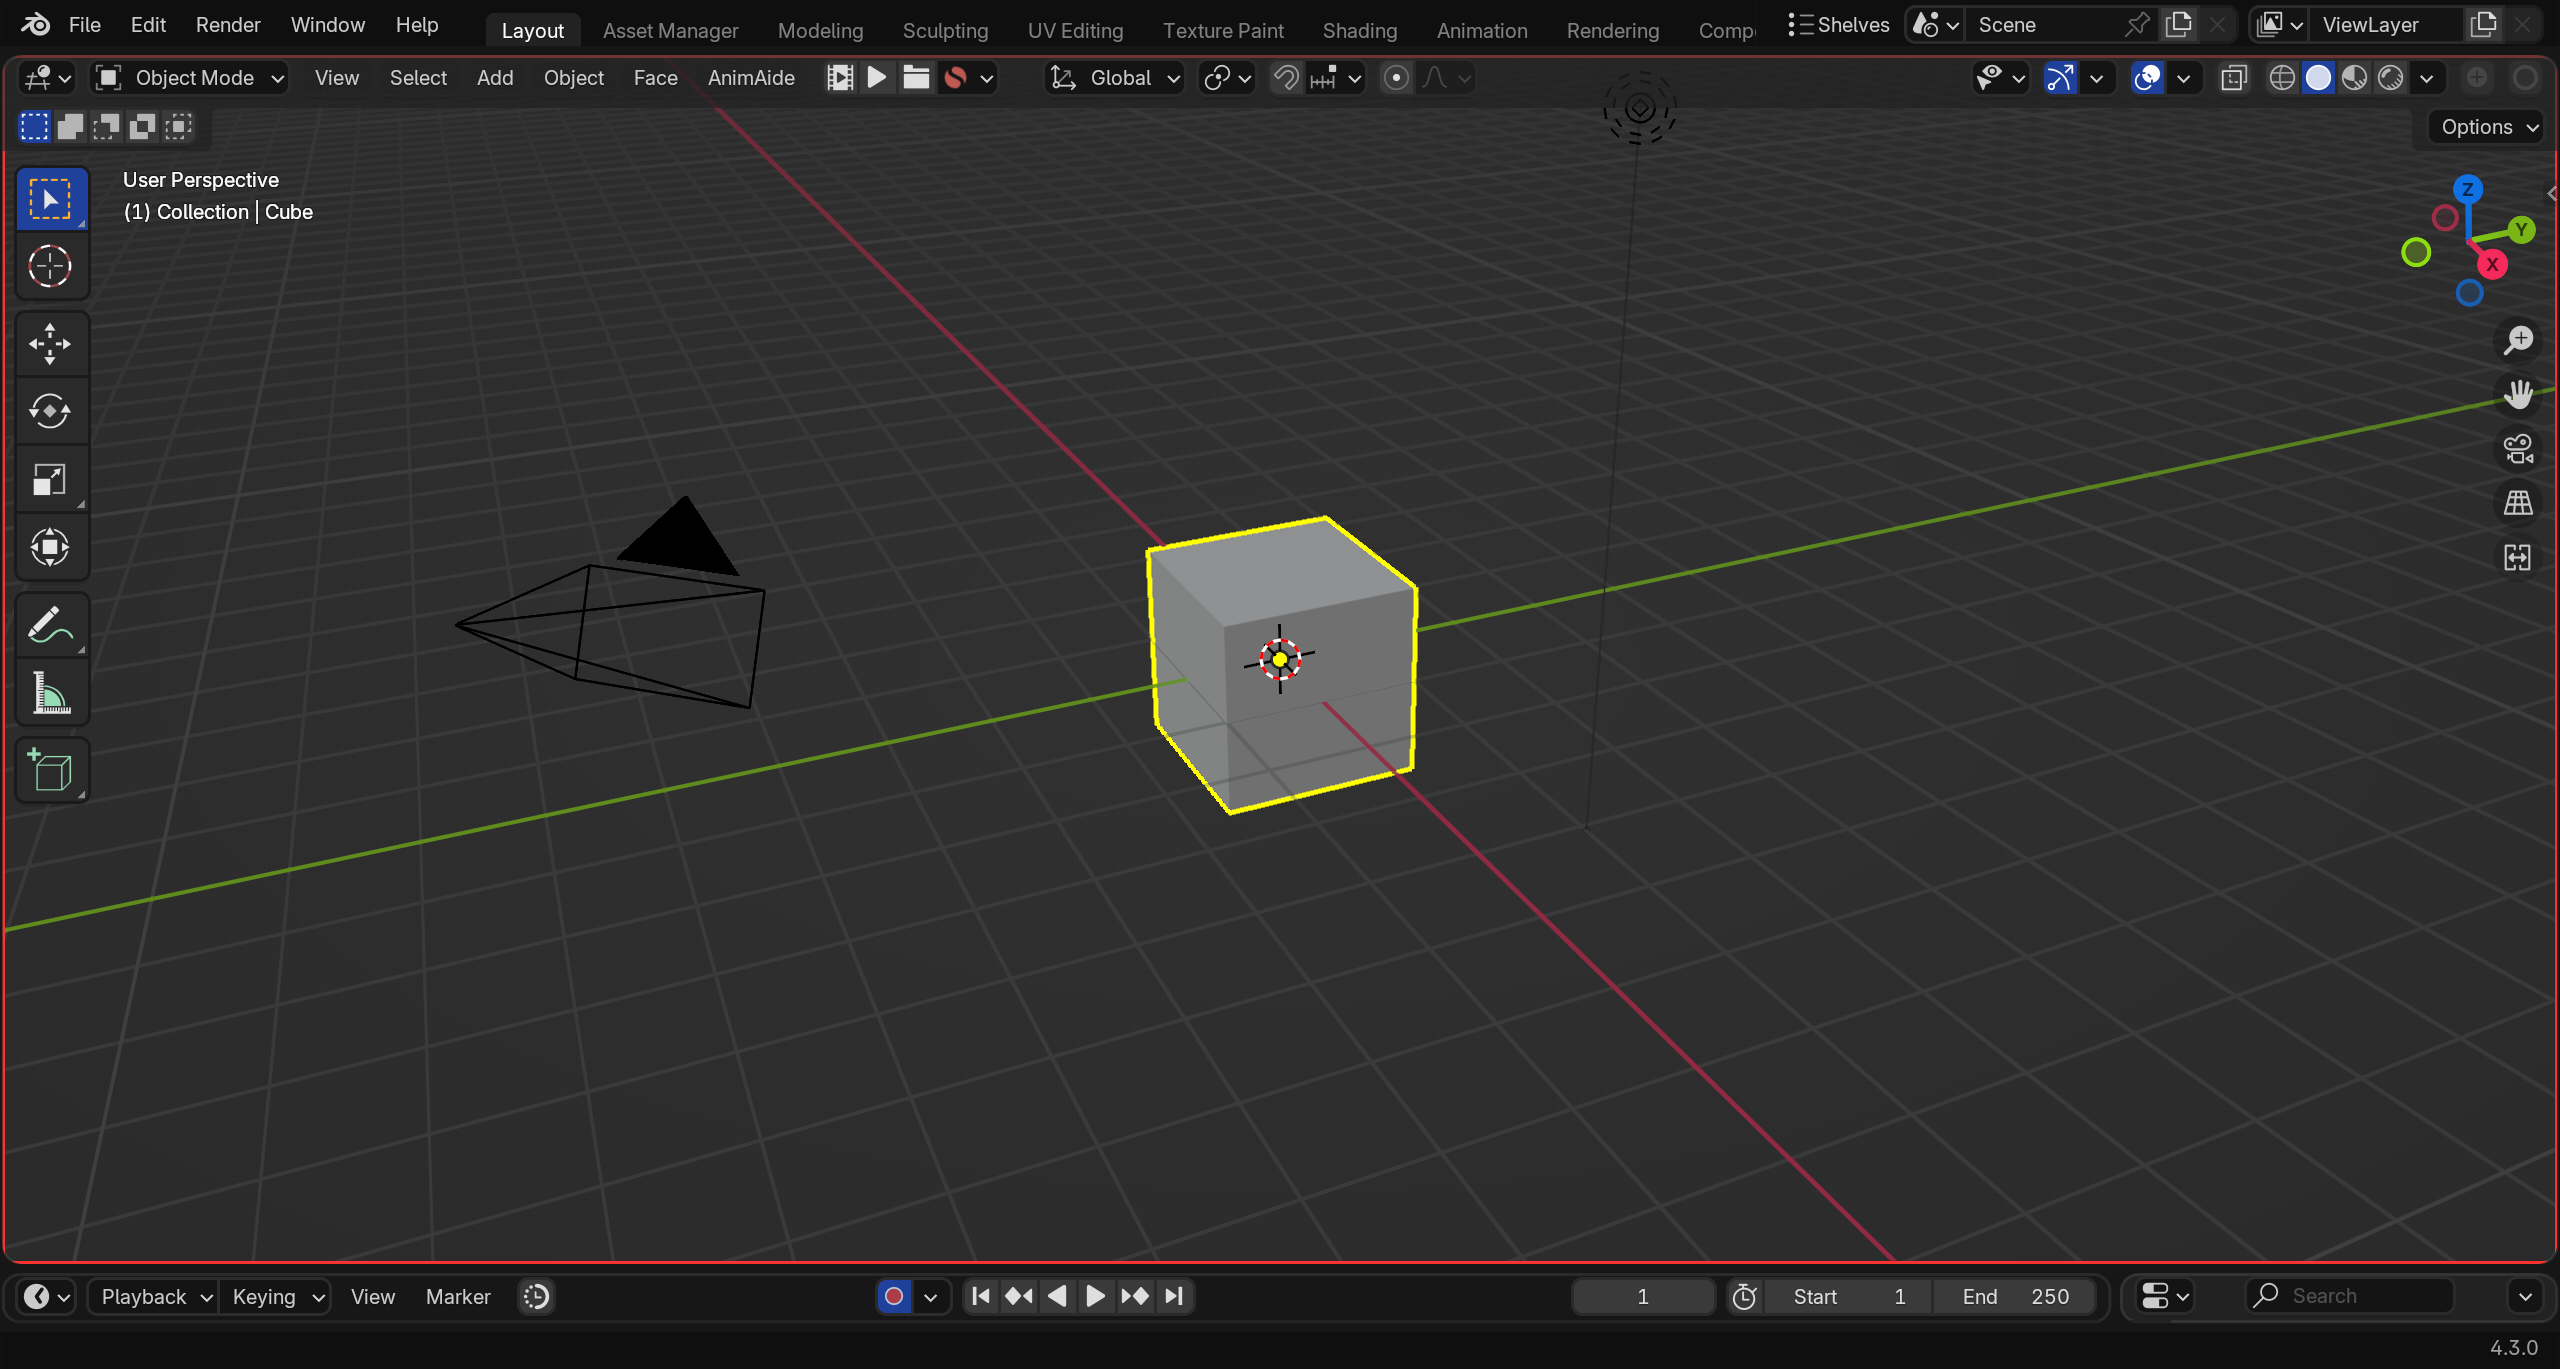 File Edit Render Window Help Layout Asset Manager Modeling Sculpting UV Editing Texture Paint Shading Animation Rendering Comp Shelves Scene ViewLayer
Object Mode View Select Add Object Face AnimAide Global
Options
User Perspective
(1) Collection | Cube
Z
Y
X
Playback Keying View Marker 1 Start 1 End 250 Search
4.3.0